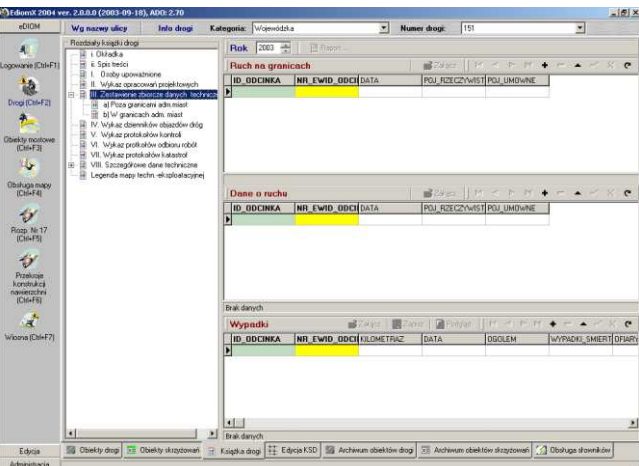 EdiomX 2004 ver. 2.0.0.0 (2003-09-18), ADO: 2.70
eDIOM
Wg nazwy ulicy Info drogi Kategoria: Wojewódzka Numer drogi: 151
Logowanie (Ctrl+F1)
Drogi (Ctrl+F2)
Obiekty mostowe (Ctrl+F3)
Obsługa mapy (Ctrl+F4)
Rozp. Nr 17 (Ctrl+F5)
Przekroje konstrukcji nawierzchni (Ctrl+F6)
Wiosna (Ctrl+F7)
Edycja
Administracja
Rozdziały książki drogi
i. Okładka
ii. Spis treści
I. Osoby upoważnione
II. Wykaz opracowań projektowych
III. Zestawienie zbiorcze danych techniczn
a) Poza granicami adm.miast
b) W granicach adm. miast
IV. Wykaz dzienników objazdów dróg
V. Wykaz protokołów kontroli
VI. Wykaz protokołów odbioru robót
VII. Wykaz protokołów katastrof
VIII. Szczegółowe dane techniczne
Legenda mapy techn.-eksploatacyjnej
Rok 2003 Raport...
Ruch na granicach Załącz
ID_ODCINKA NR_EWID_ODCI DATA POJ_RZECZYWIST POJ_UMOWNE
Dane o ruchu Załącz
ID_ODCINKA NR_EWID_ODCI DATA POJ_RZECZYWIST POJ_UMOWNE
Brak danych
Wypadki Załącz Zapisz Podgląd
ID_ODCINKA NR_EWID_ODCI KILOMETRAZ DATA OGOLEM WYPADKI_SMIERT OFIARY
Brak danych
Obiekty drogi Obiekty skrzyżowań Książka drogi Edycja KSD Archiwum obiektów drogi Archiwum obiektów skrzyżowań Obsługa słowników